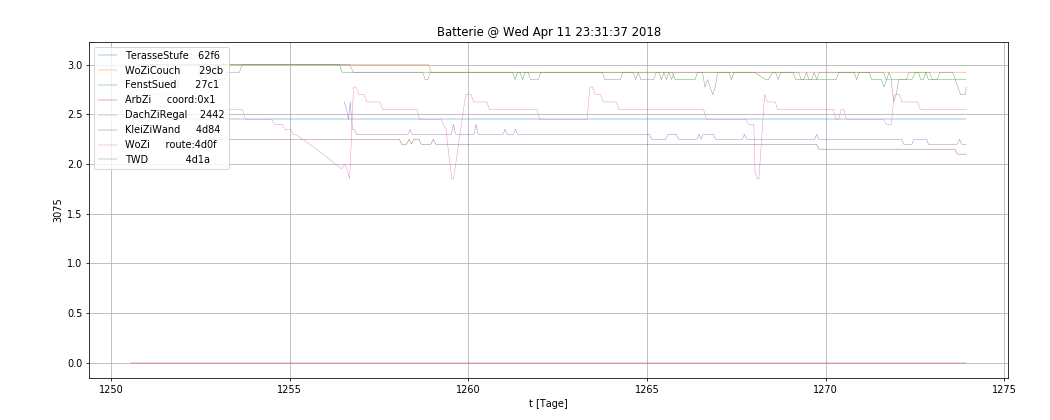 Batterie @ Wed Apr 11 23:31:37 2018
3.0
2.5
2.0
1.5
1.0
0.5
0.0
3075
TerasseStufe 62f6
WoZiCouch 29cb
FenstSued 27c1
ArbZi coord:0x1
DachZiRegal 2442
KleiZiWand 4d84
WoZi route:4d0f
TWD 4d1a
1250 1255 1260 1265 1270 1275
t [Tage]